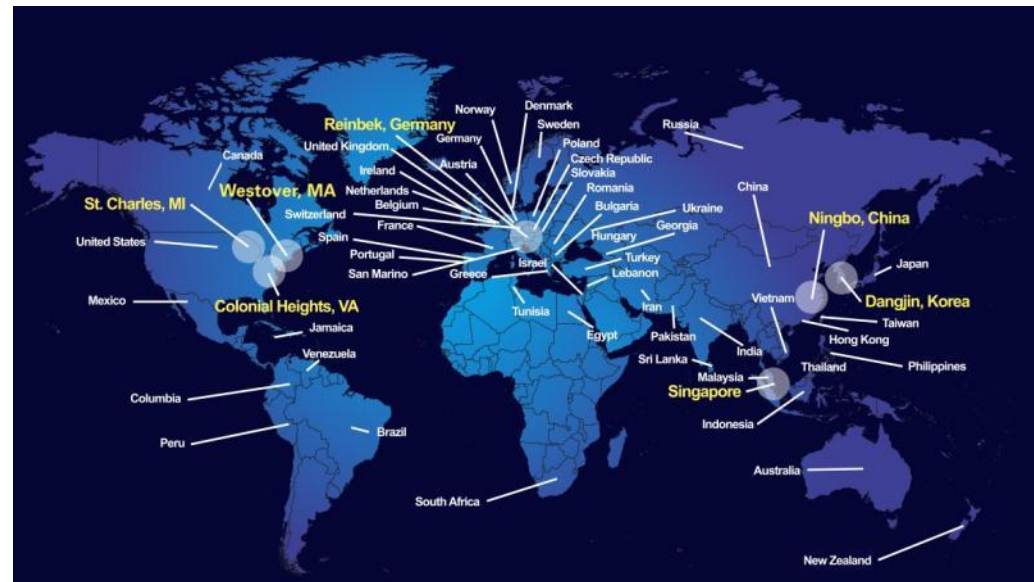 Norway
Denmark
Reinbek, Germany
Germany
Sweden
Russia
United Kingdom
Poland
Canada
Austria
Czech Republic
Ireland
Slovakia
Westover, MA
Netherlands
Romania
China
St. Charles, MI
Belgium
Bulgaria
Ukraine
Switzerland
Ningbo, China
France
Georgia
United States
Spain
Hungary
Portugal
Israel
Turkey
Japan
San Marino
Greece
Lebanon
Mexico
Colonial Heights, VA
Iran
Vietnam
Dangjin, Korea
Jamaica
Tunisia
Taiwan
Egypt
Pakistan
Hong Kong
Venezuela
India
Sri Lanka
Thailand
Philippines
Malaysia
Columbia
Singapore
Indonesia
Peru
Brazil
Australia
South Africa
New Zealand